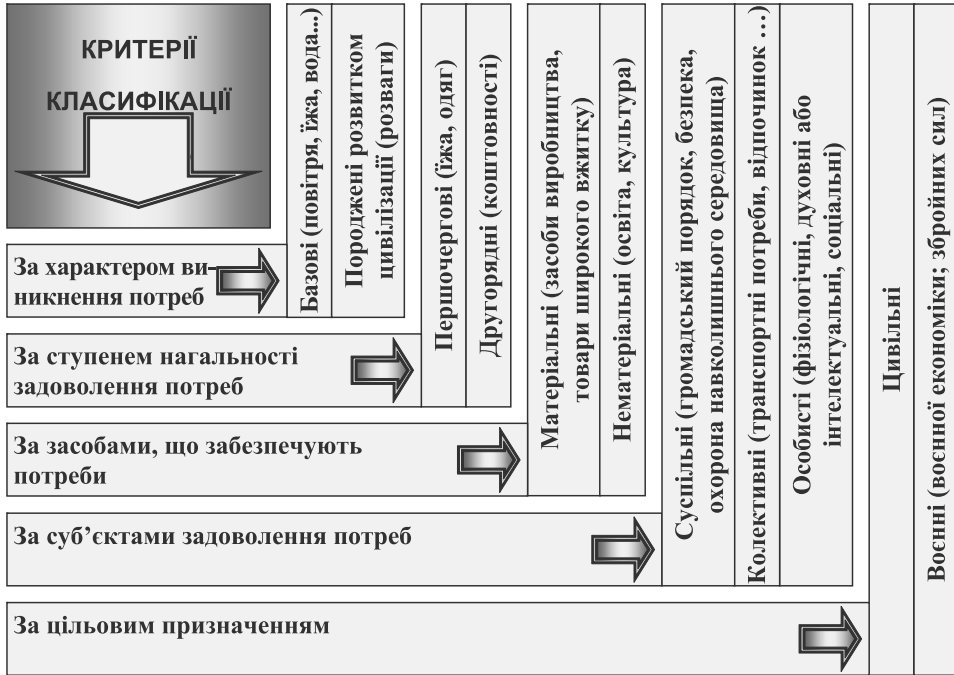 КРИТЕРІЇ
КЛАСИФІКАЦІЇ
За характером ви-
никнення потреб
Базові (повітря, їжа, вода...)
Породжені розвитком
цивілізації (розваги)
За ступенем нагальності
задоволення потреб
Першочергові (їжа, одяг)
Другорядні (коштовності)
За засобами, що забезпечують
потреби
Матеріальні (засоби виробництва,
товари широкого вжитку)
Нематеріальні (освіта, культура)
За суб’єктами задоволення потреб
Суспільні (громадський порядок, безпека,
охорона навколишнього середовища)
Колективні (транспортні потреби, відпочинок …)
Особисті (фізіологічні, духовні або
інтелектуальні, соціальні)
За цільовим призначенням
Цивільні
Воєнні (воєнної економіки; збройних сил)